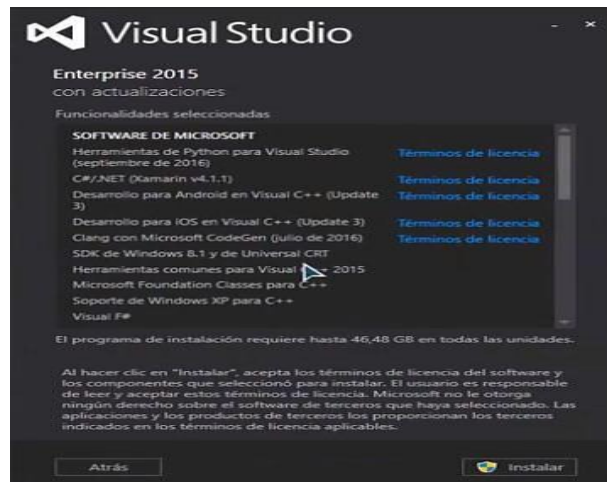 Visual Studio
Enterprise 2015
con actualizaciones
Funcionalidades seleccionadas
SOFTWARE DE MICROSOFT
Herramientas de Python para Visual Studio
(septiembre de 2016)
Términos de licencia
C#/.NET (Xamarin v4.1.1)
Términos de licencia
Desarrollo para Android en Visual C++ (Update
3)
Términos de licencia
Desarrollo para iOS en Visual C++ (Update 3)
Términos de licencia
Clang con Microsoft CodeGen (julio de 2016)
Términos de licencia
SDK de Windows 8.1 y de Universal CRT
Herramientas comunes para Visual C++ 2015
Microsoft Foundation Classes para C++
Soporte de Windows XP para C++
Visual F#
El programa de instalación requiere hasta 46,48 GB en todas las unidades.
Al hacer clic en "Instalar", acepta los términos de licencia del software y
los componentes que seleccionó para instalar. El usuario es responsable
de leer y aceptar estos términos de licencia. Microsoft no le otorga
ningún derecho sobre el software de terceros que haya seleccionado. Las
aplicaciones y los productos de terceros los proporcionan los terceros
indicados en los términos de licencia aplicables.
Atrás
Instalar